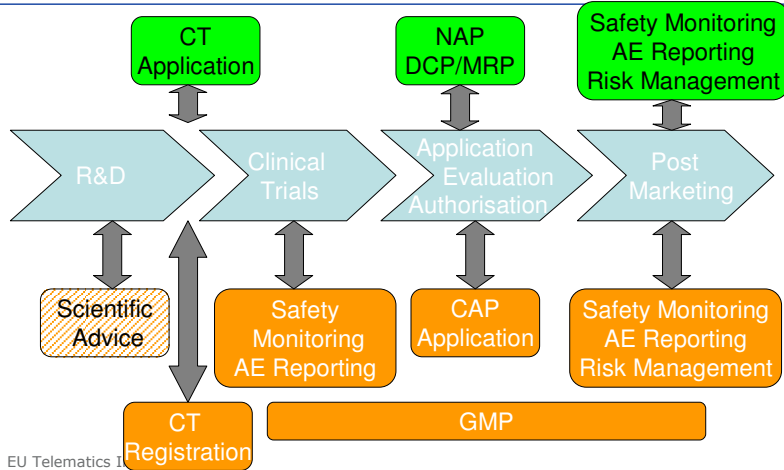 CT
Application
NAP
DCP/MRP
Safety Monitoring
AE Reporting
Risk Management
R&D
Clinical
Trials
Application
Evaluation
Authorisation
Post
Marketing
Scientific
Advice
Safety
Monitoring
AE Reporting
CAP
Application
Safety Monitoring
AE Reporting
Risk Management
CT
Registration
GMP
EU Telematics